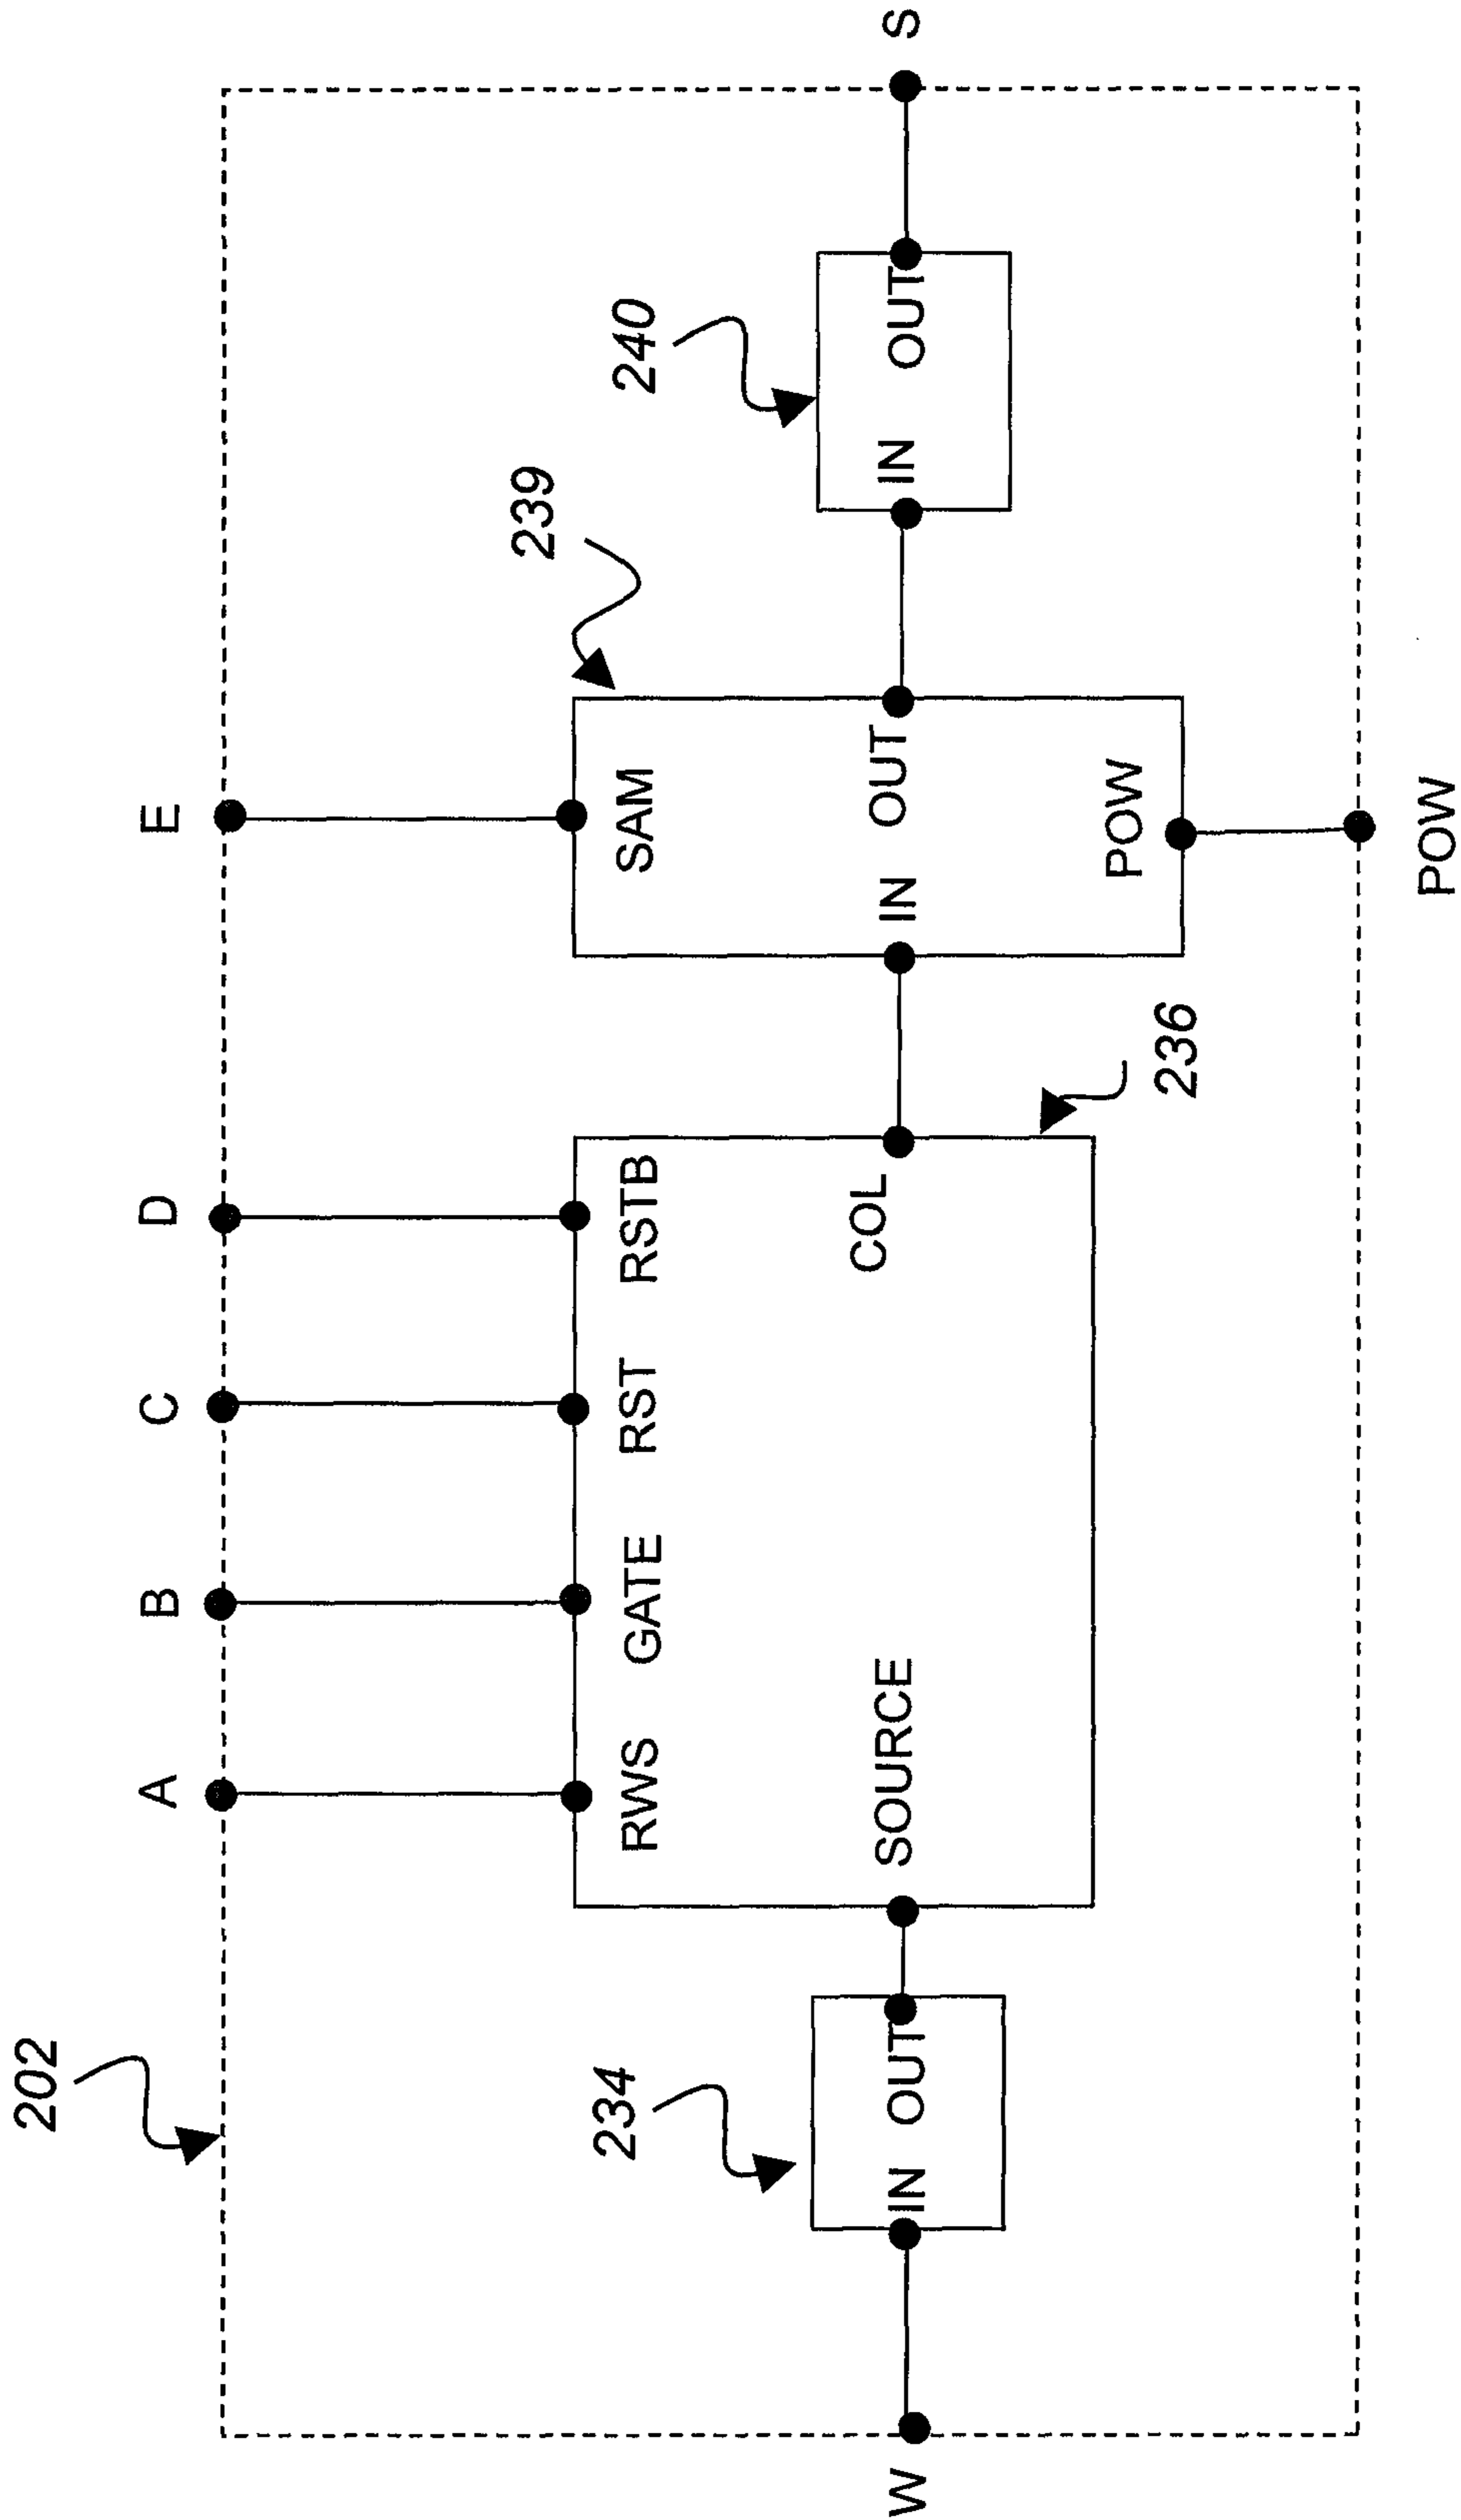 202
A
B
C
D
E
239
240
234
RWS
GATE
RST
RSTB
SAM
W
IN
OUT
SOURCE
COL
IN
OUT
IN
OUT
S
236
POW
POW